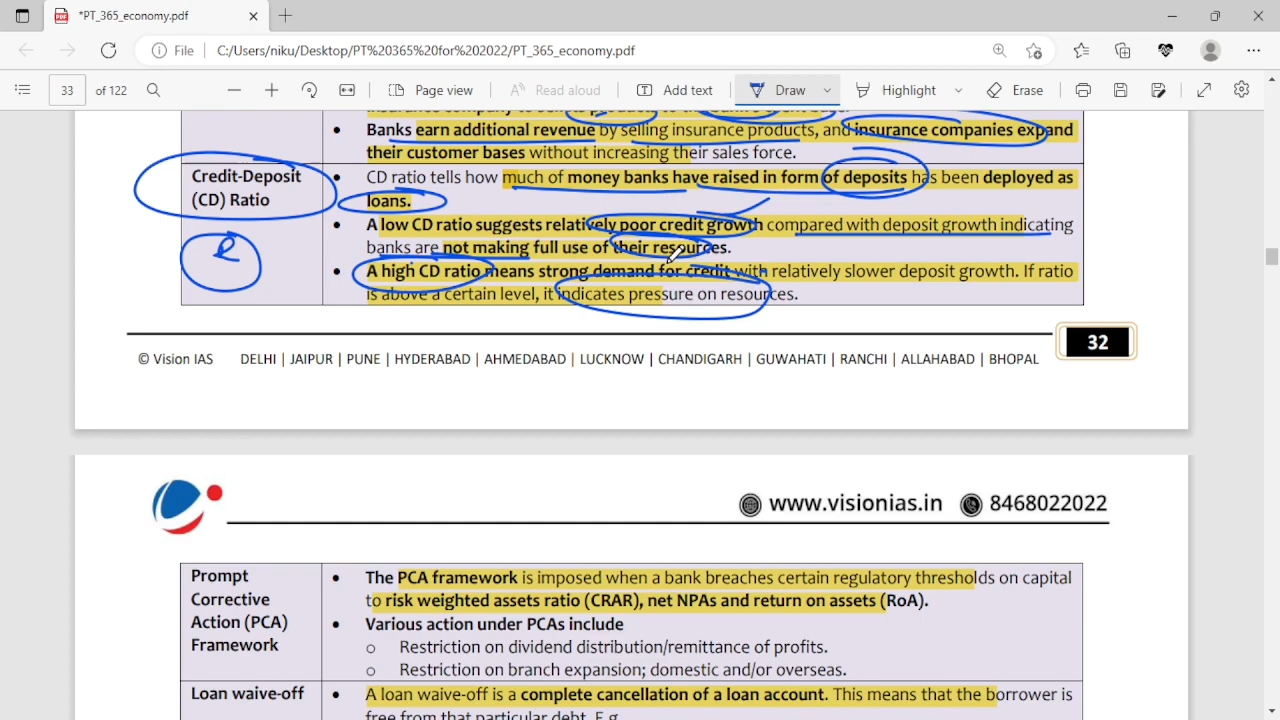 *PT_365_economy.pdf
File
C:/Users/niku/Desktop/PT%20365%20for%202022/PT_365_economy.pdf
33 of 122
Page view
Read aloud
Add text
Draw
Highlight
Erase
Banks earn additional revenue by selling insurance products, and insurance companies expand
their customer bases without increasing their sales force.
Credit-Deposit
(CD) Ratio
R
• CD ratio tells how much of money banks have raised in form of deposits has been deployed as
loans.
• A low CD ratio suggests relatively poor credit growth compared with deposit growth indicating
banks are not making full use of their resources.
• A high CD ratio means strong demand for credit with relatively slower deposit growth. If ratio
is above a certain level, it indicates pressure on resources.
32
© Vision IAS
DELHI | JAIPUR | PUNE | HYDERABAD | AHMEDABAD | LUCKNOW | CHANDIGARH | GUWAHATI | RANCHI | ALLAHABAD | BHOPAL
www.visionias.in
8468022022
Prompt
Corrective
Action (PCA)
Framework
• The PCA framework is imposed when a bank breaches certain regulatory thresholds on capital
to risk weighted assets ratio (CRAR), net NPAs and return on assets (RoA).
• Various action under PCAs include
o Restriction on dividend distribution/remittance of profits.
o Restriction on branch expansion; domestic and/or overseas.
Loan waive-off
• A loan waive-off is a complete cancellation of a loan account. This means that the borrower is
free from that particular debt. E.g.